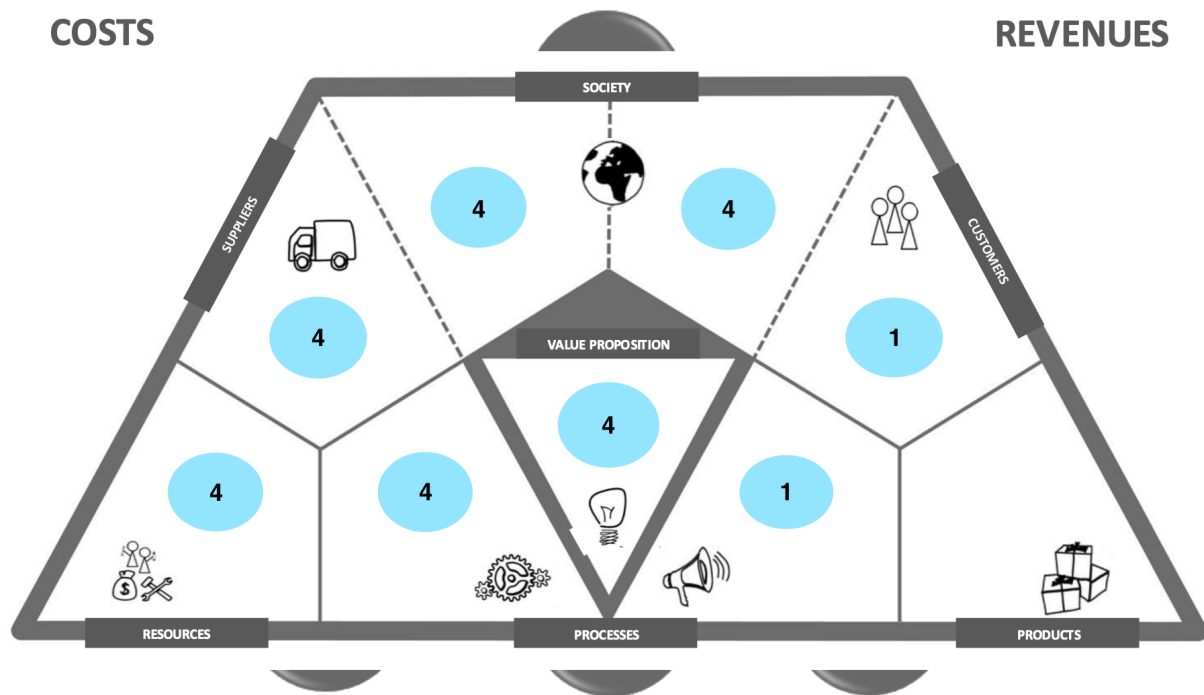 COSTS
REVENUES
SOCIETY
SUPPLIERS
CUSTOMERS
4
4
4
1
VALUE PROPOSITION
4
4
4
1
$
RESOURCES
PROCESSES
PRODUCTS